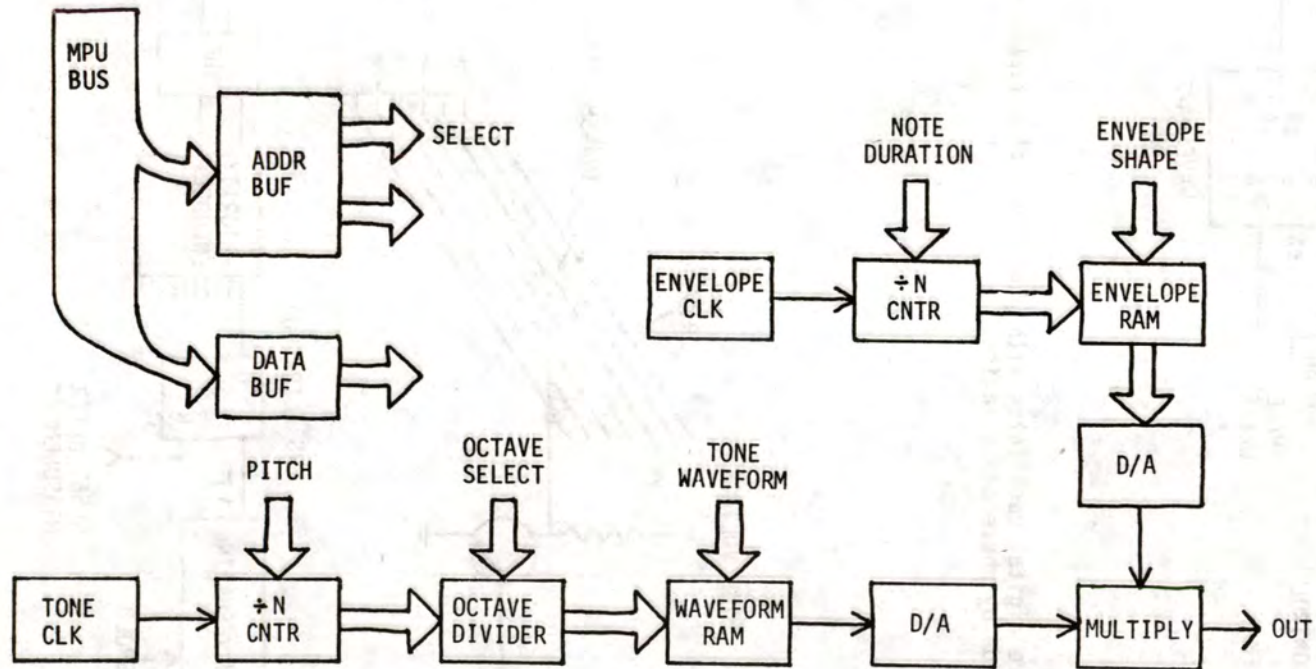 MPU
BUS
ADDR
BUF
SELECT
DATA
BUF
NOTE
DURATION
ENVELOPE
SHAPE
ENVELOPE
CLK
÷N
CNTR
ENVELOPE
RAM
D/A
PITCH
OCTAVE
SELECT
TONE
WAVEFORM
TONE
CLK
÷N
CNTR
OCTAVE
DIVIDER
WAVEFORM
RAM
D/A
MULTIPLY
OUT